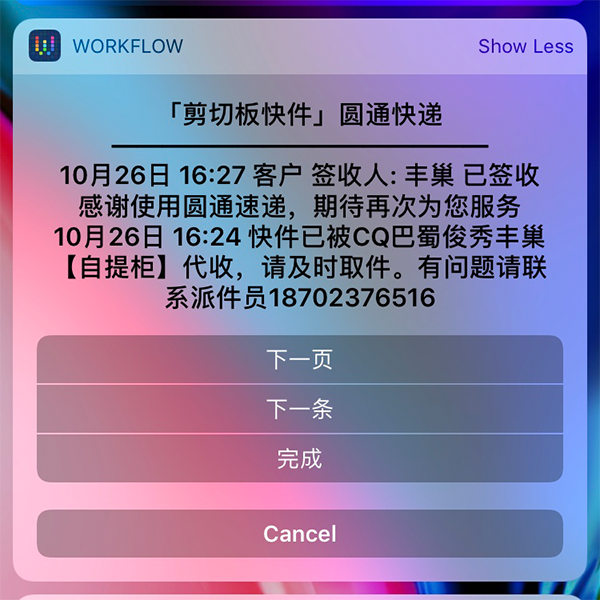 WORKFLOW
Show Less
「剪切板快件」圆通快递
10月26日 16:27 客户 签收人: 丰巢 已签收
感谢使用圆通速递，期待再次为您服务
10月26日 16:24 快件已被CQ巴蜀俊秀丰巢
【自提柜】代收，请及时取件。有问题请联
系派件员18702376516
下一页
下一条
完成
Cancel